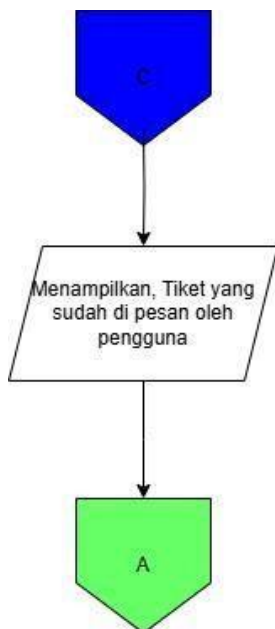 C
Menampilkan, Tiket yang
sudah di pesan oleh
pengguna
A